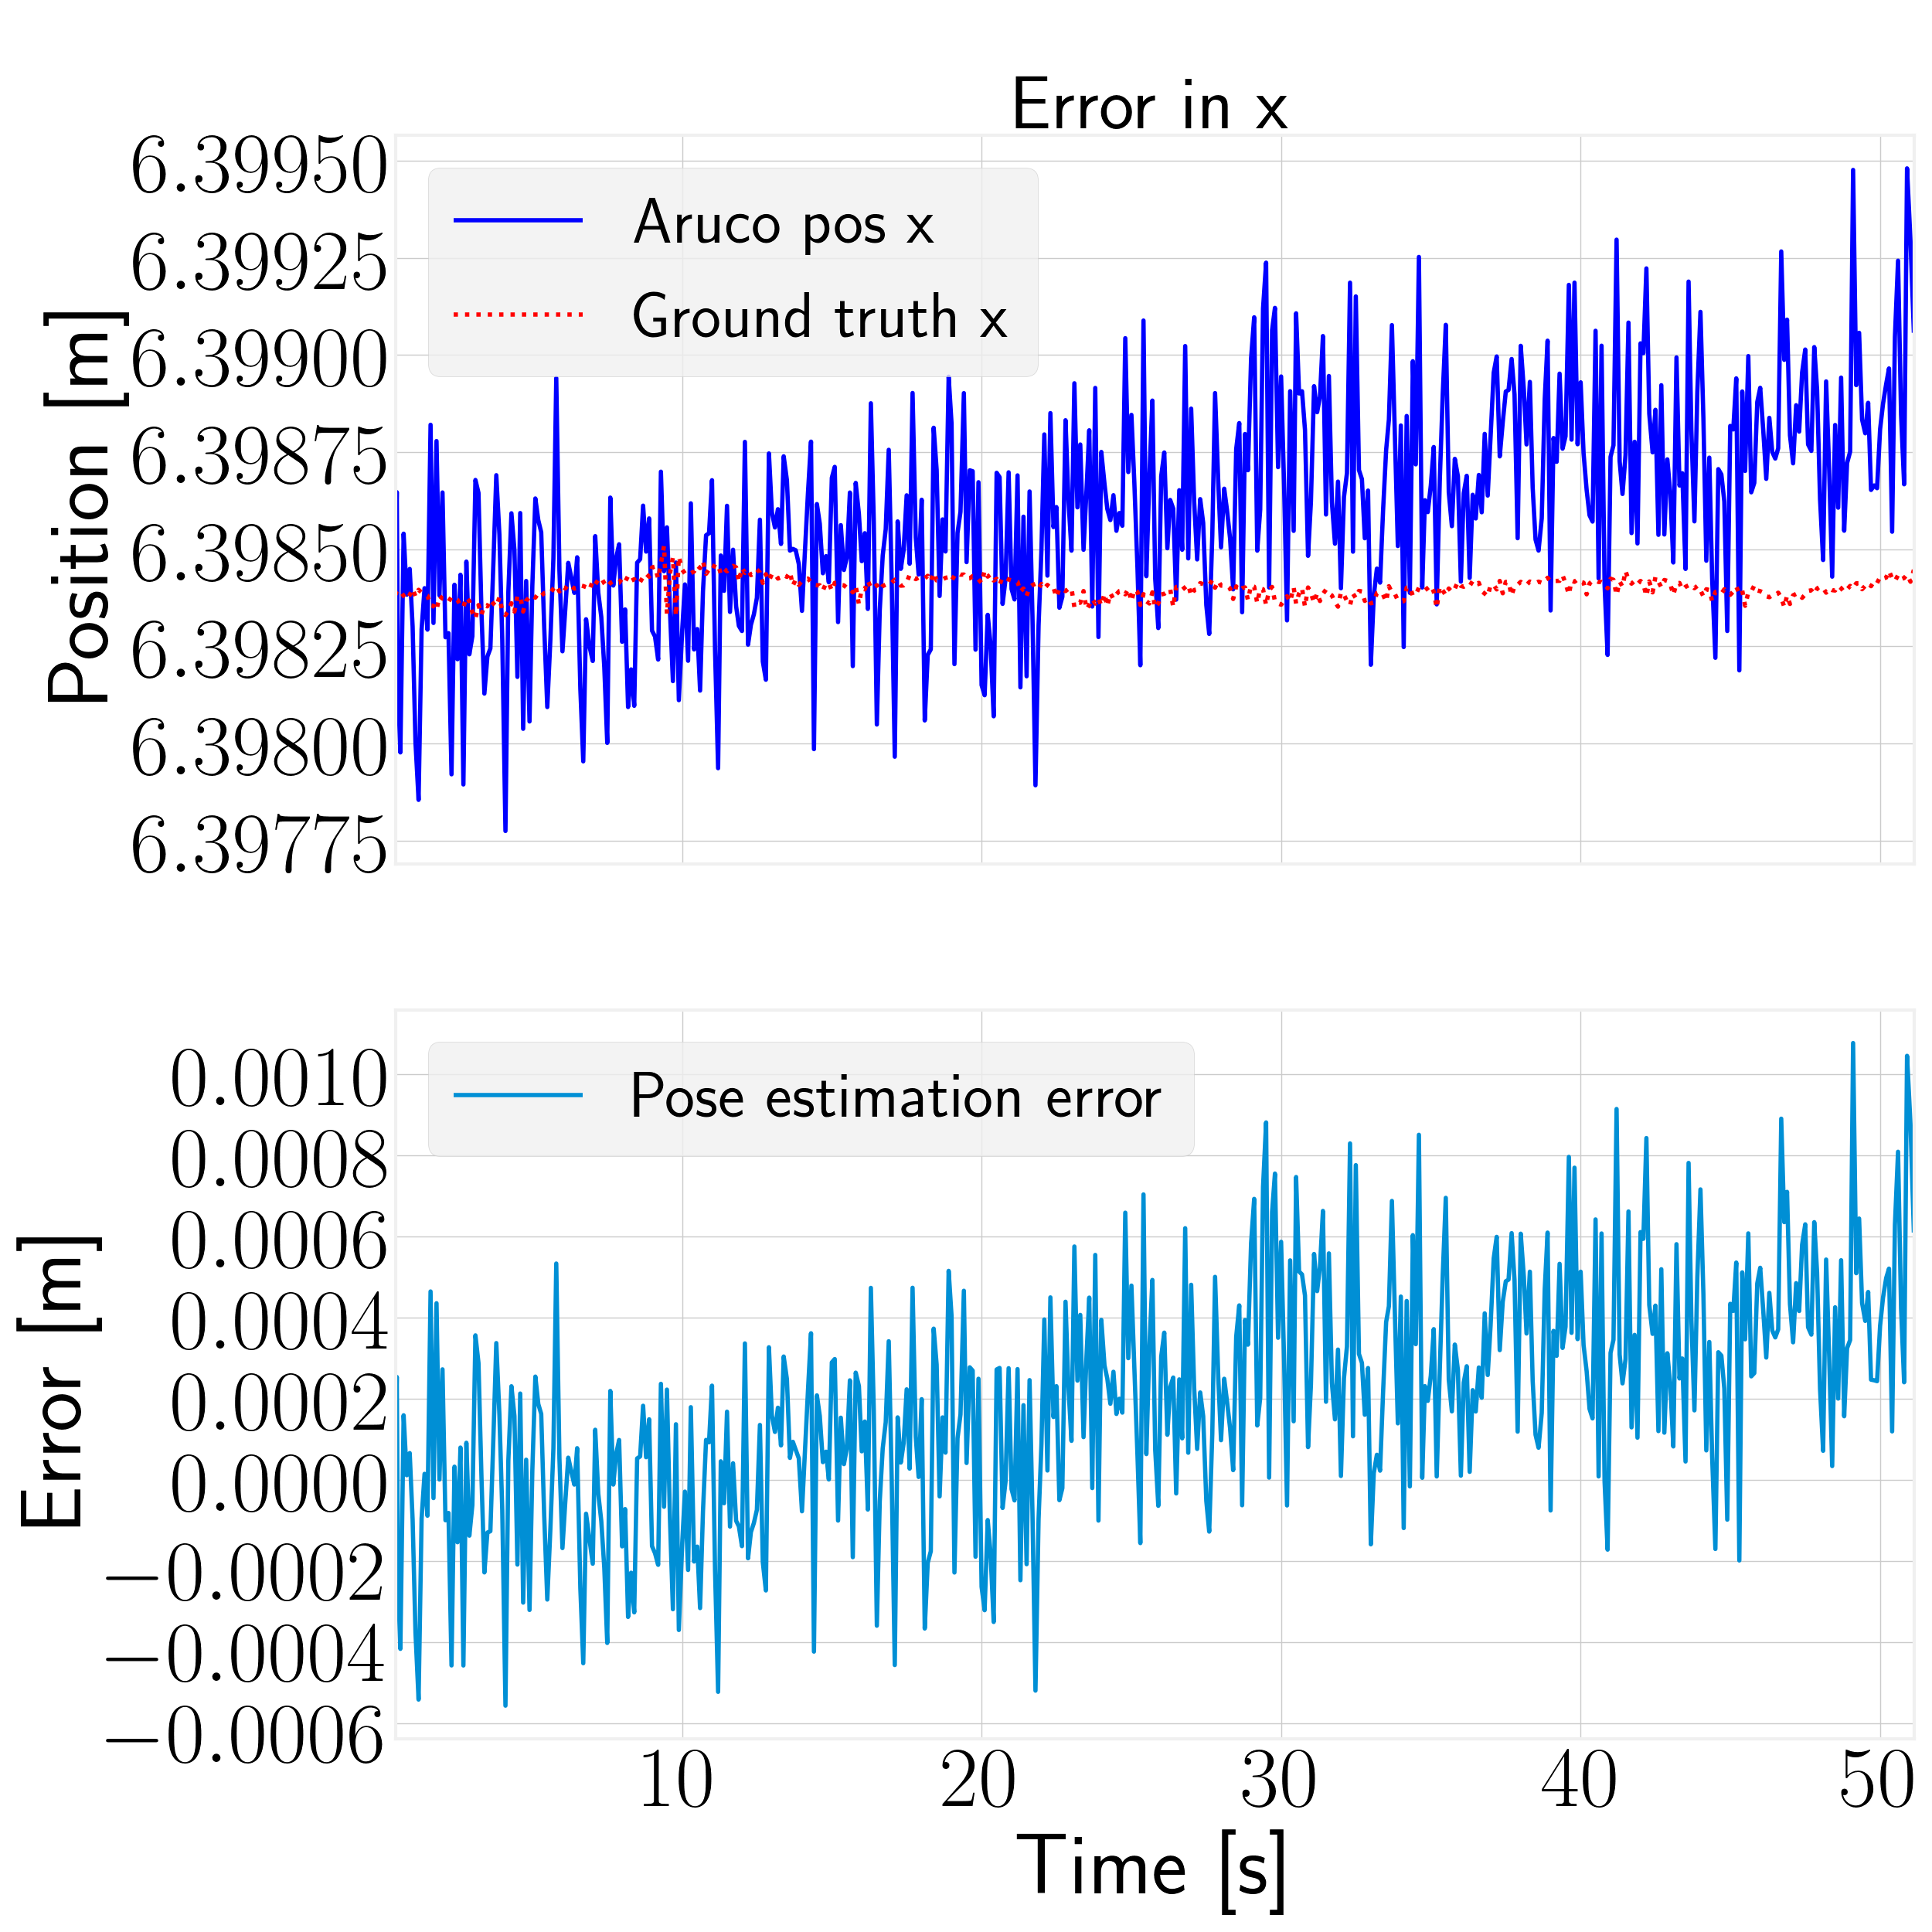 Error in x
Position [m]
6.39950
6.39925
6.39900
6.39875
6.39850
6.39825
6.39800
6.39775
Aruco pos x
Ground truth x
Error [m]
0.0010
0.0008
0.0006
0.0004
0.0002
0.0000
−0.0002
−0.0004
−0.0006
Pose estimation error
10 20 30 40 50
Time [s]